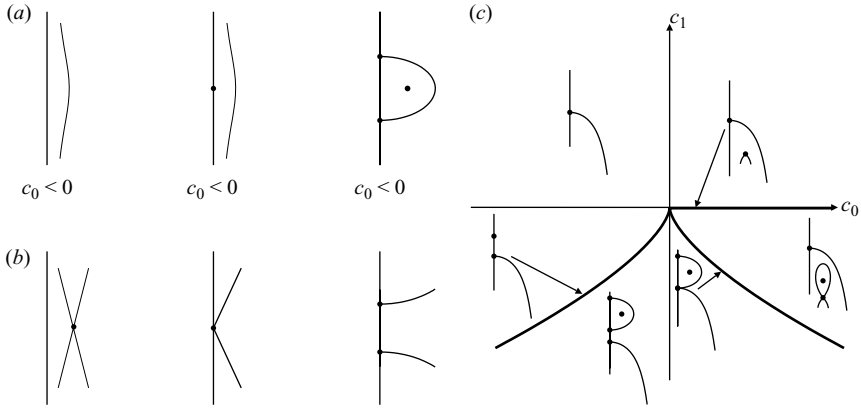 (a)
c₀ < 0
c₀ < 0
c₀ < 0
(b)
(c)
c₁
c₀